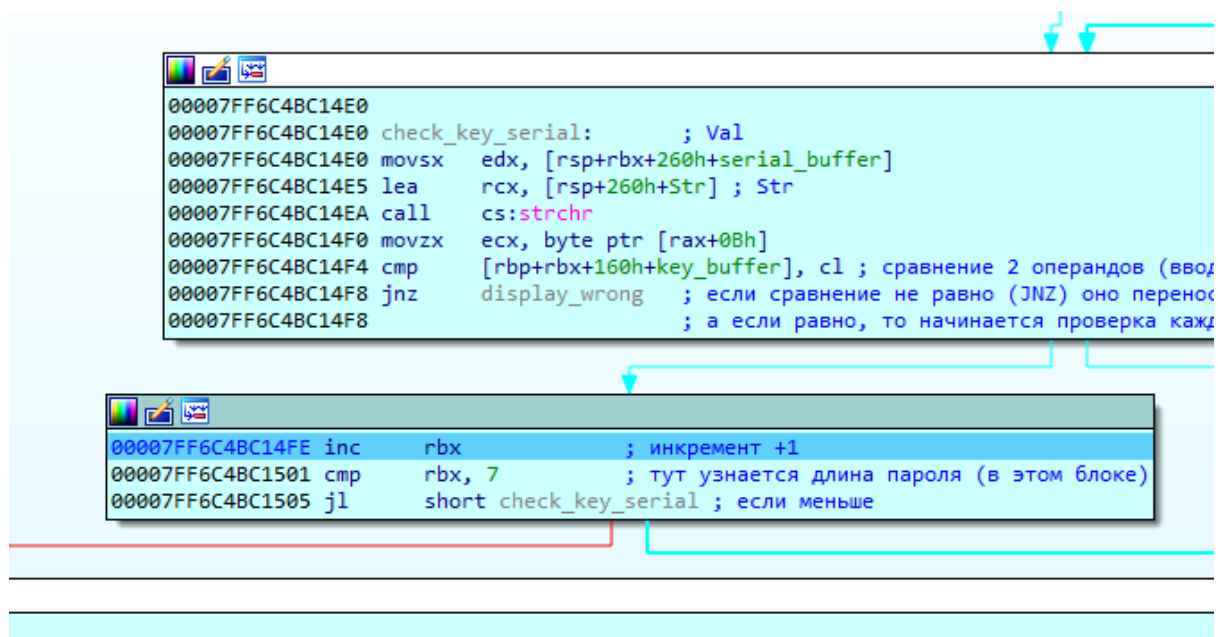 00007FF6C4BC14E0
00007FF6C4BC14E0 check_key_serial: ; Val
00007FF6C4BC14E0 movsx edx, [rsp+rbx+260h+serial_buffer]
00007FF6C4BC14E5 lea rcx, [rsp+260h+Str] ; Str
00007FF6C4BC14EA call cs:strchr
00007FF6C4BC14F0 movzx ecx, byte ptr [rax+0Bh]
00007FF6C4BC14F4 cmp [rbp+rbx+160h+key_buffer], cl ; сравнение 2 операндов (ввод
00007FF6C4BC14F8 jnz display_wrong ; если сравнение не равно (JNZ) оно перенос
00007FF6C4BC14F8 ; а если равно, то начинается проверка кажд
00007FF6C4BC14FE inc rbx ; инкремент +1
00007FF6C4BC1501 cmp rbx, 7 ; тут узнается длина пароля (в этом блоке)
00007FF6C4BC1505 jl short check_key_serial ; если меньше